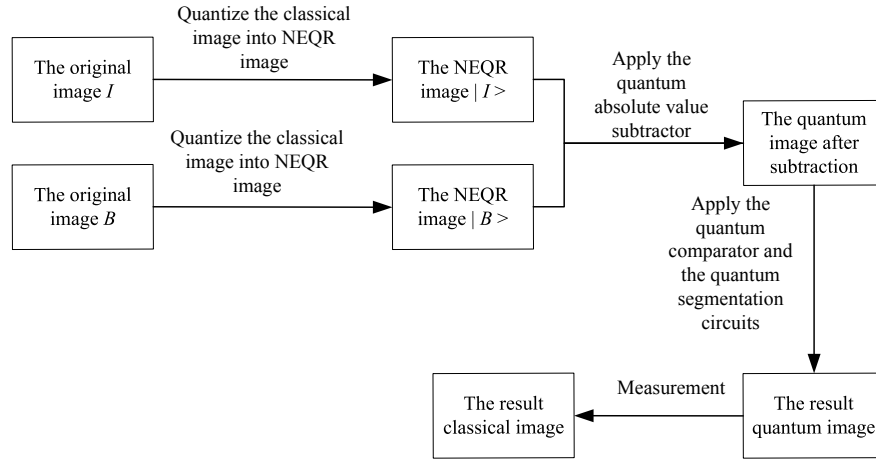 Quantize the classical
image into NEQR
image
The original
image I
The NEQR
image | I >
Apply the
quantum
absolute value
subtractor
Quantize the classical
image into NEQR
image
The original
image B
The NEQR
image | B >
The quantum
image after
subtraction
Apply the
quantum
comparator and
the quantum
segmentation
circuits
Measurement
The result
classical image
The result
quantum image